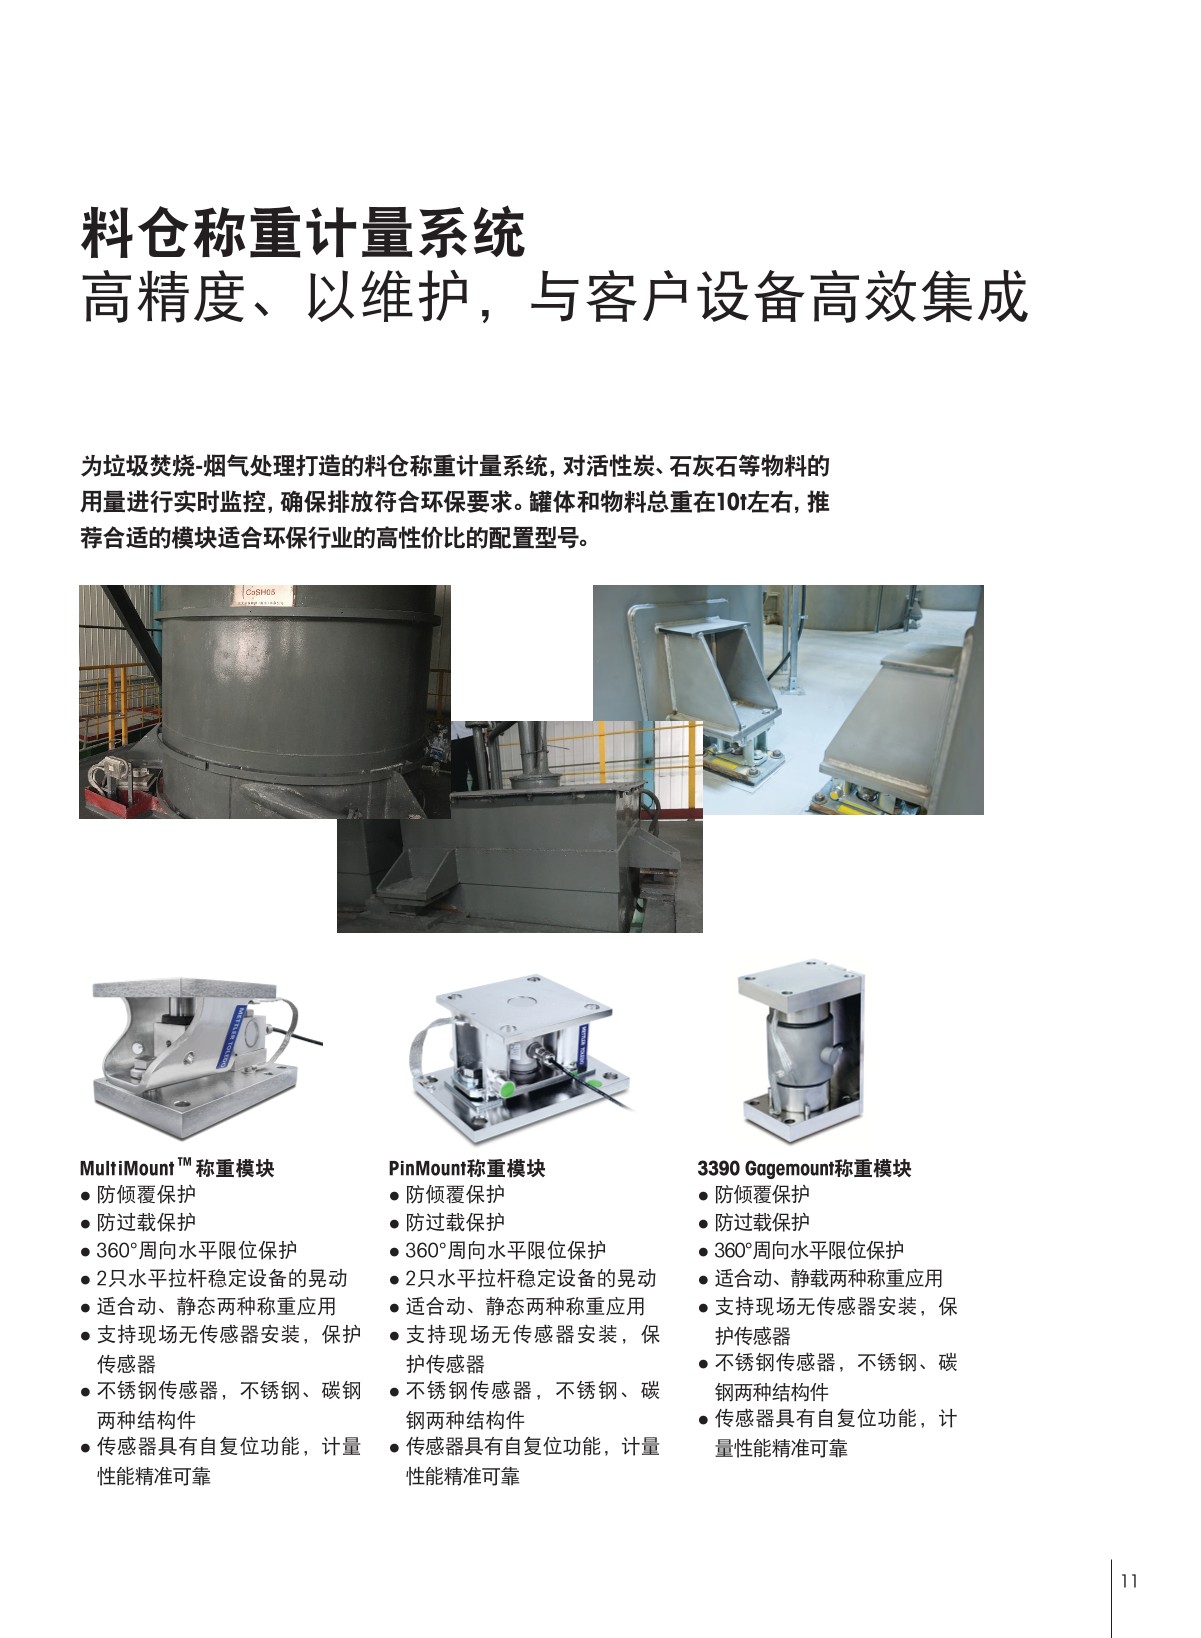 料仓称重计量系统
高精度、以维护，与客户设备高效集成
为垃圾焚烧-烟气处理打造的料仓称重计量系统，对活性炭、石灰石等物料的
用量进行实时监控，确保排放符合环保要求。罐体和物料总重在10t左右，推
荐合适的模块适合环保行业的高性价比的配置型号。
CoSH05
METTLER TOLEDO
METTLER TOLEDO
MultiMount™称重模块
● 防倾覆保护
● 防过载保护
● 360°周向水平限位保护
● 2只水平拉杆稳定设备的晃动
● 适合动、静态两种称重应用
● 支持现场无传感器安装，保护
传感器
● 不锈钢传感器，不锈钢、碳钢
两种结构件
● 传感器具有自复位功能，计量
性能精准可靠
PinMount称重模块
● 防倾覆保护
● 防过载保护
● 360°周向水平限位保护
● 2只水平拉杆稳定设备的晃动
● 适合动、静态两种称重应用
● 支持现场无传感器安装，保
护传感器
● 不锈钢传感器，不锈钢、碳
钢两种结构件
● 传感器具有自复位功能，计量
性能精准可靠
3390 Gagemount称重模块
● 防倾覆保护
● 防过载保护
● 360°周向水平限位保护
● 适合动、静载两种称重应用
● 支持现场无传感器安装，保
护传感器
● 不锈钢传感器，不锈钢、碳
钢两种结构件
● 传感器具有自复位功能，计
量性能精准可靠
11